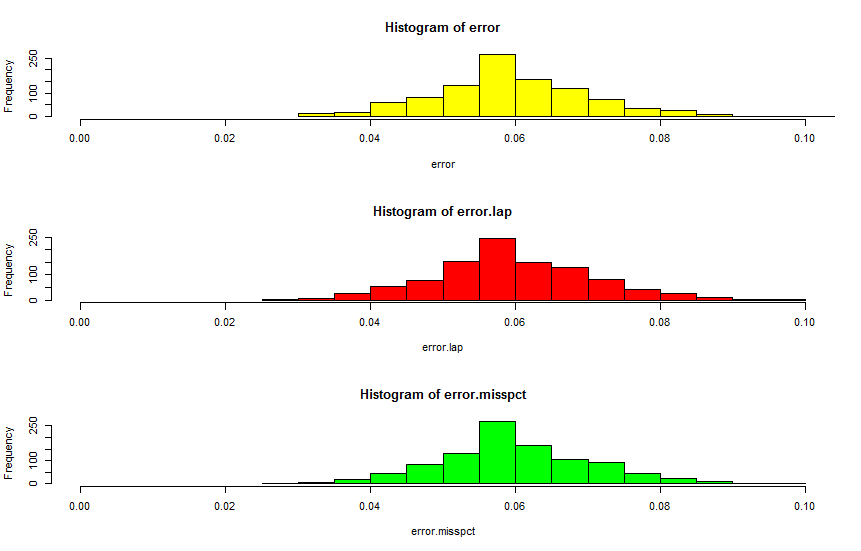 Histogram of error
Frequency
250
100
0
0.00 0.02 0.04 0.06 0.08 0.10
error
Histogram of error.lap
Frequency
250
100
0
0.00 0.02 0.04 0.06 0.08 0.10
error.lap
Histogram of error.misspct
Frequency
250
100
0
0.00 0.02 0.04 0.06 0.08 0.10
error.misspct